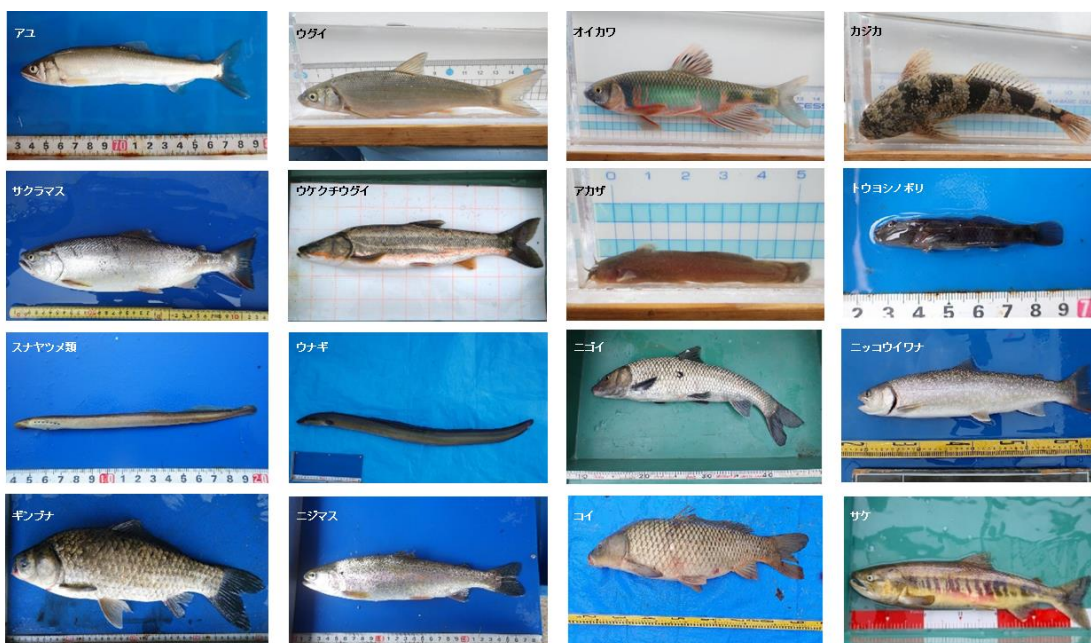 アユ
ウグイ
オイカワ
カジカ
サクラマス
ウケクチウグイ
アカザ
トウヨシノボリ
スナヤツメ類
ウナギ
ニゴイ
ニッコウイワナ
ギンブナ
ニジマス
コイ
サケ